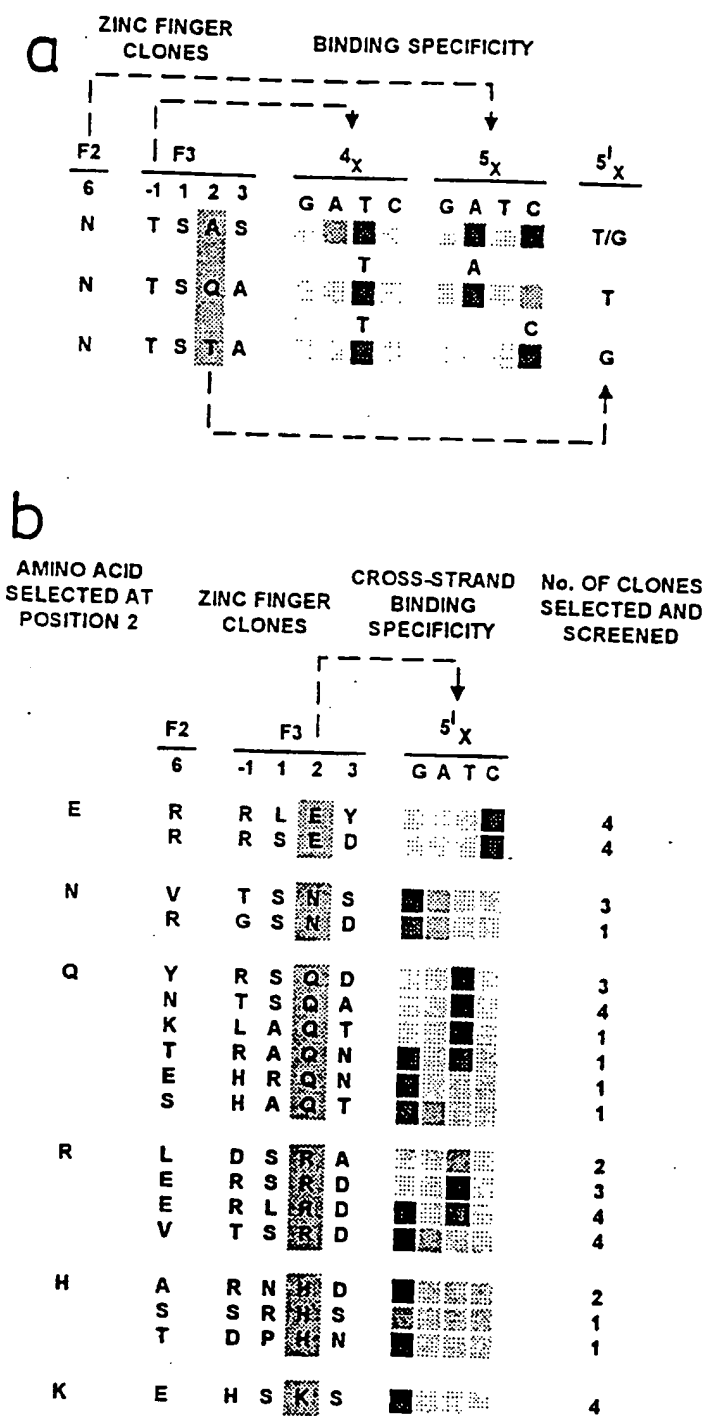 a
ZINC FINGER CLONES
BINDING SPECIFICITY
F2 F3 4X 5X 5'X
6 -1 1 2 3 G A T C G A T C
N T S A S T/G
T A
N T S Q A T
T C
N T S T A G
b
AMINO ACID SELECTED AT POSITION 2
ZINC FINGER CLONES
CROSS-STRAND BINDING SPECIFICITY
No. OF CLONES SELECTED AND SCREENED
F2 F3 5'X
6 -1 1 2 3 G A T C
E R R L E Y 4
R R S E D 4
N V T S N S 3
R G S N D 1
Q Y R S Q D 3
N T S Q A 4
K L A Q T 1
T R A Q N 1
E H R Q N 1
S H A Q T 1
R L D S R A 2
E R S R D 3
E R L R D 4
V T S R D 4
H A R N H D 2
S S R H S 1
T D P H N 1
K E H S K S 4